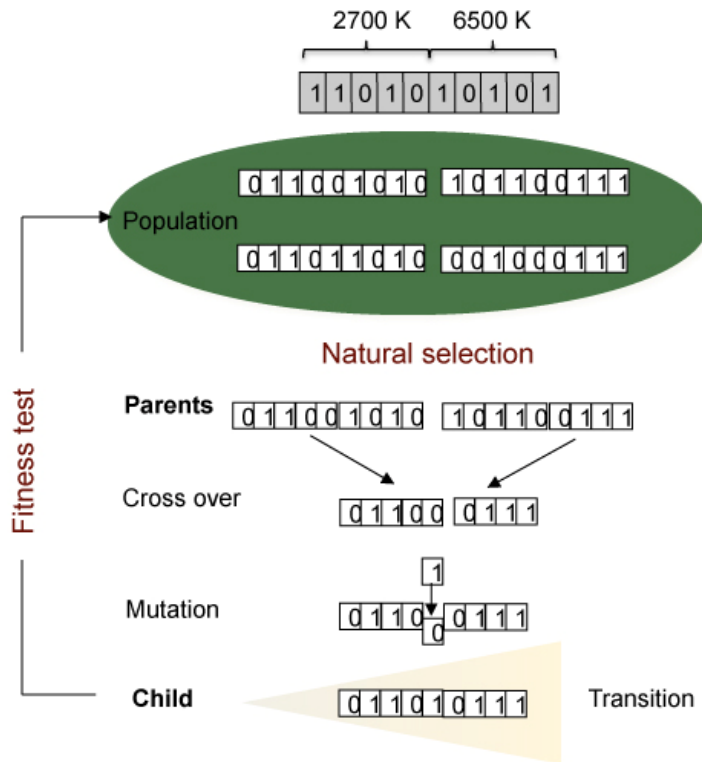 2700 K 6500 K
1 1 0 1 0 1 0 1 0 1
0 1 1 0 0 1 0 1 0 1 0 1 1 0 0 1 1 1
Population
0 1 1 0 1 1 0 1 0 0 0 1 0 0 0 1 1 1
Natural selection
Parents 0 1 1 0 0 1 0 1 0 1 0 1 1 0 0 1 1 1
Fitness test
Cross over 0 1 1 0 0 0 1 1 1
1
Mutation 0 1 1 0 0 0 1 1 1
Child 0 1 1 0 1 0 1 1 1 Transition